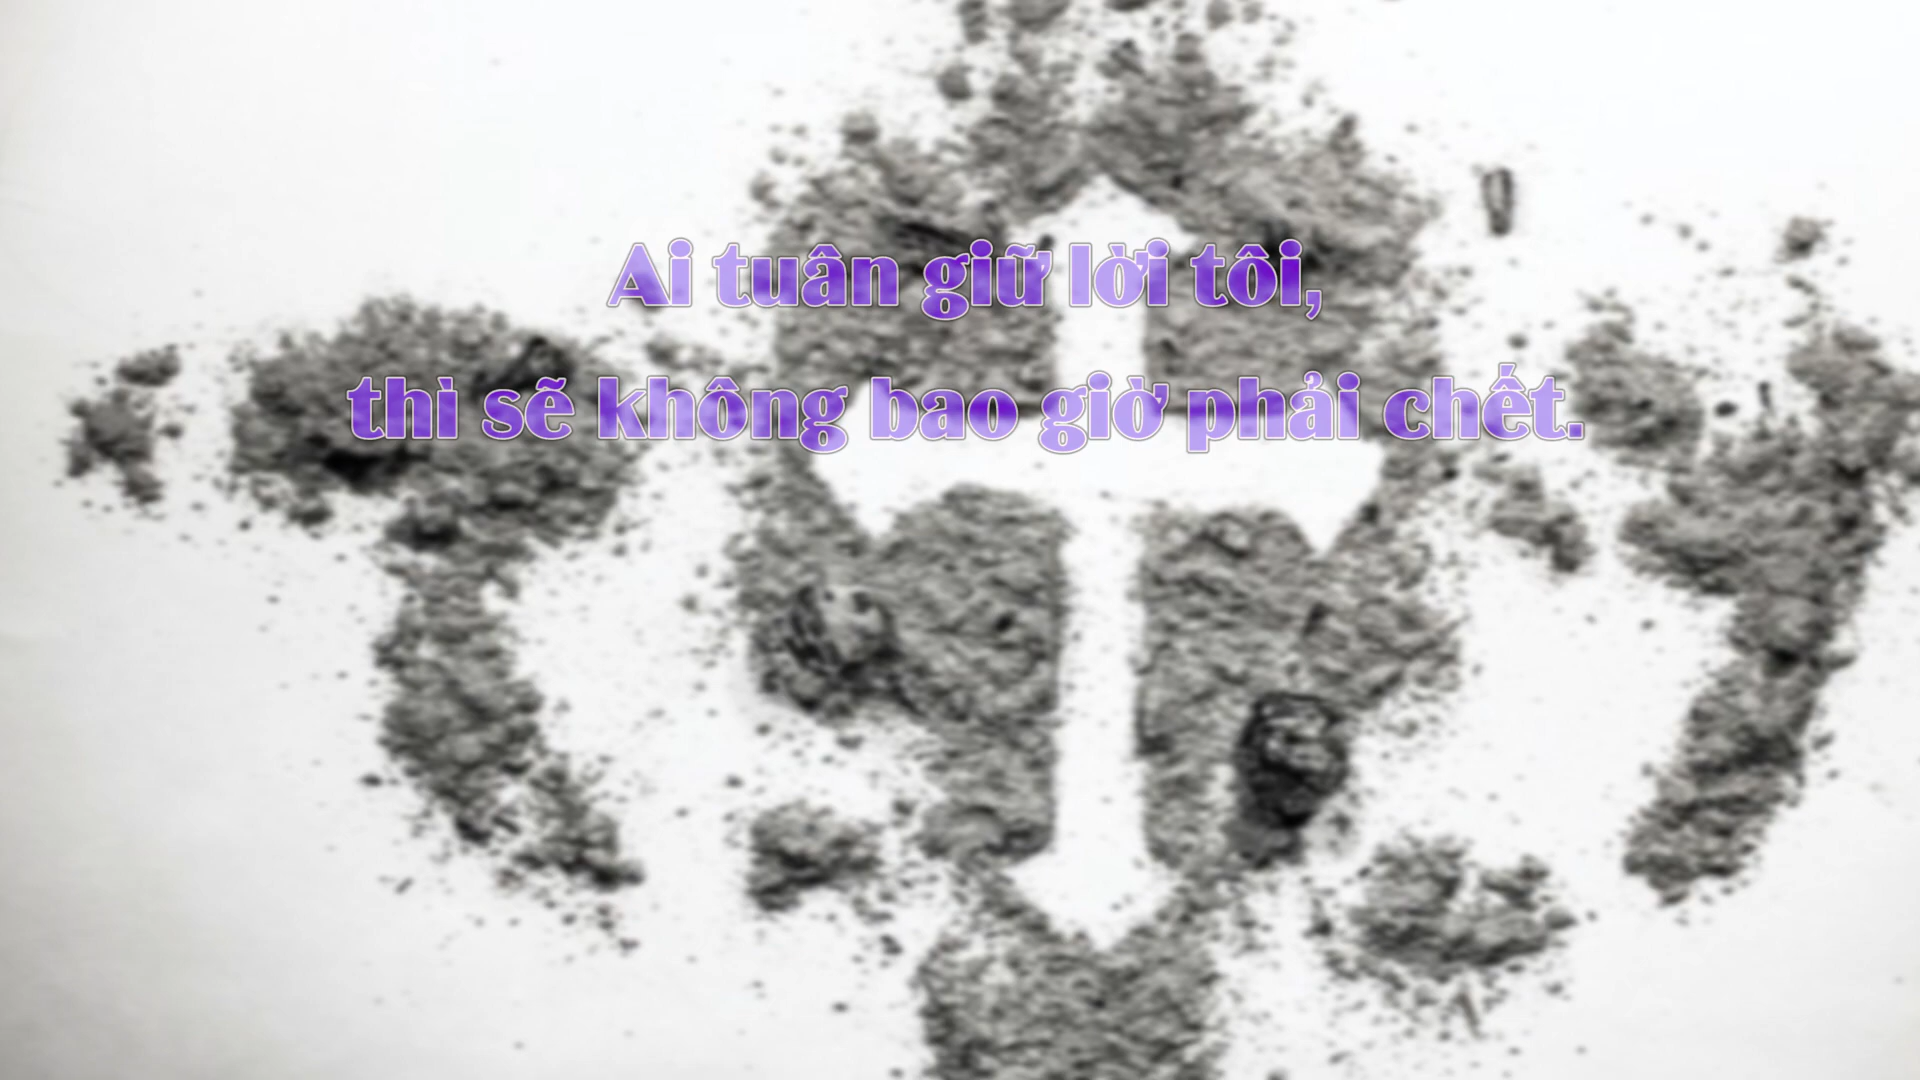 Ai tuân giữ lời tôi,
thì sẽ không bao giờ phải chết.